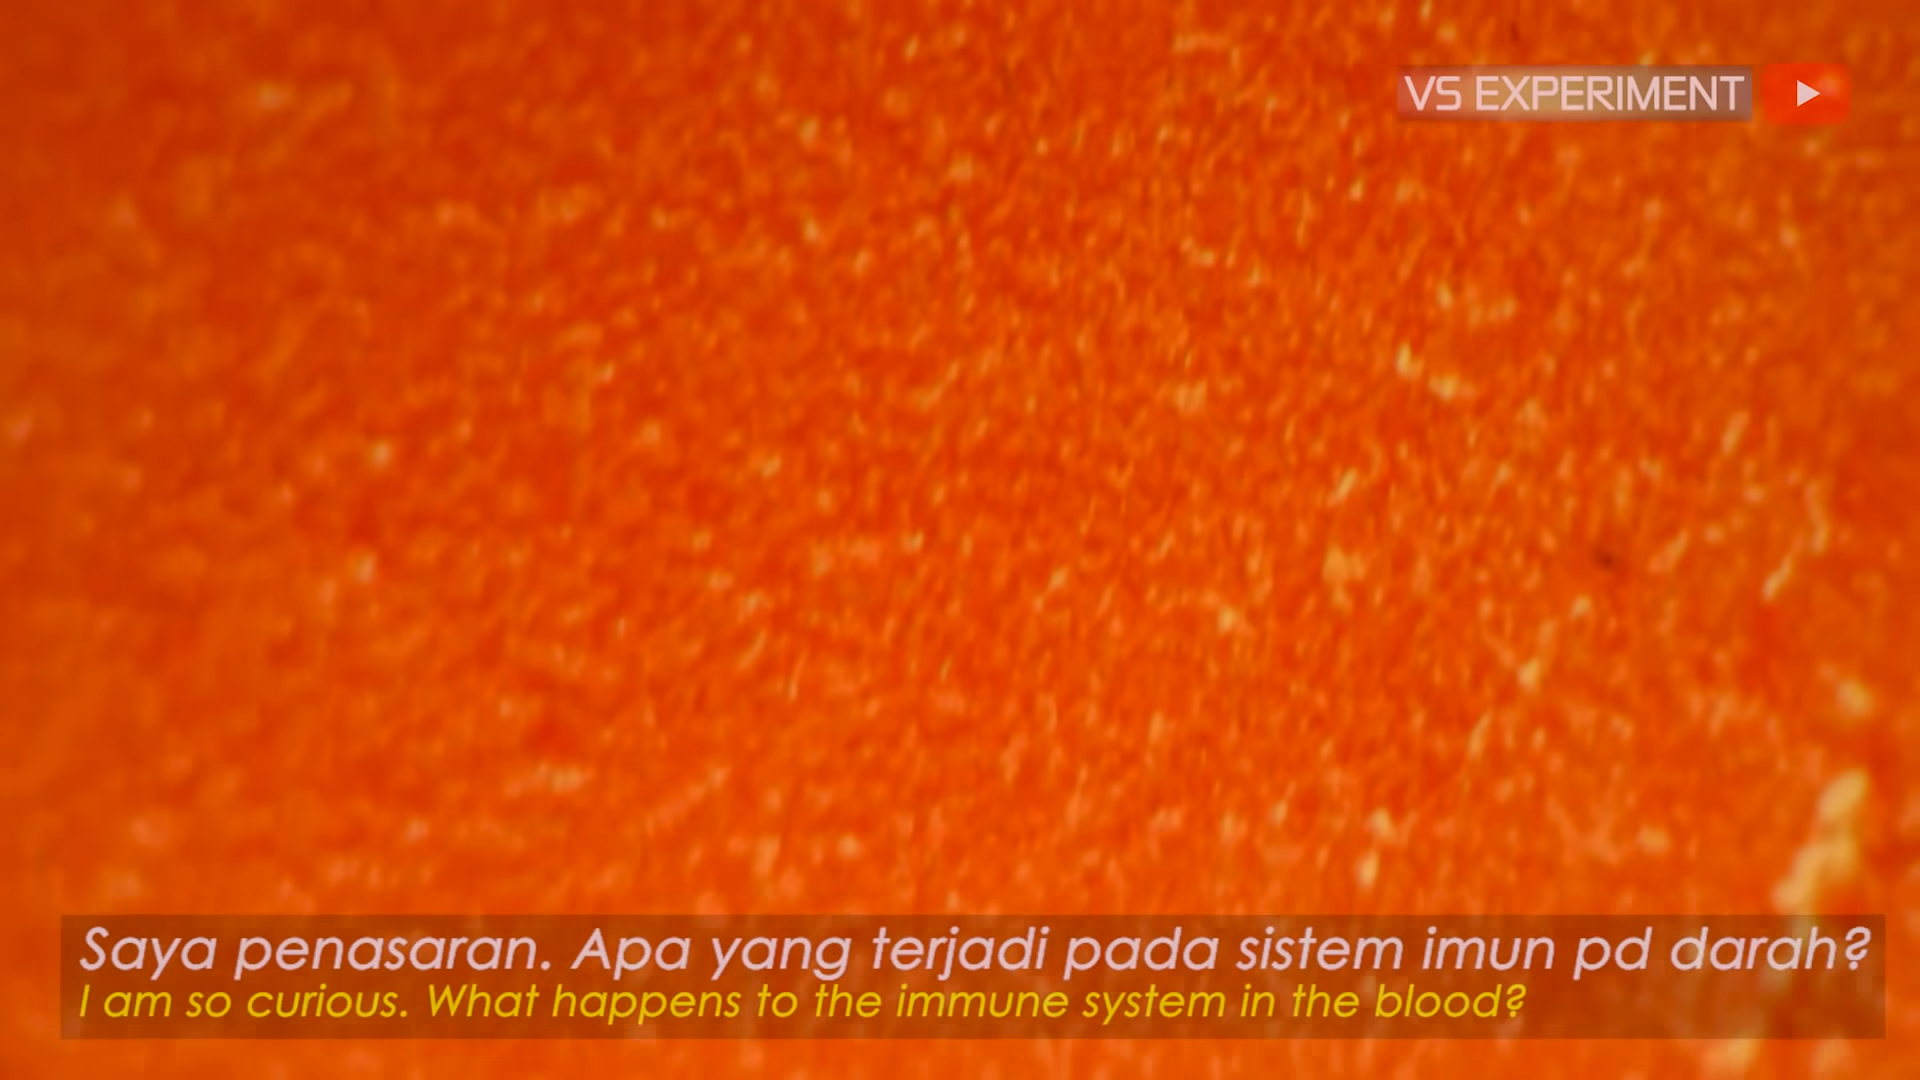 VS EXPERIMENT
Saya penasaran. Apa yang terjadi pada sistem imun pd darah?
I am so curious. What happens to the immune system in the blood?